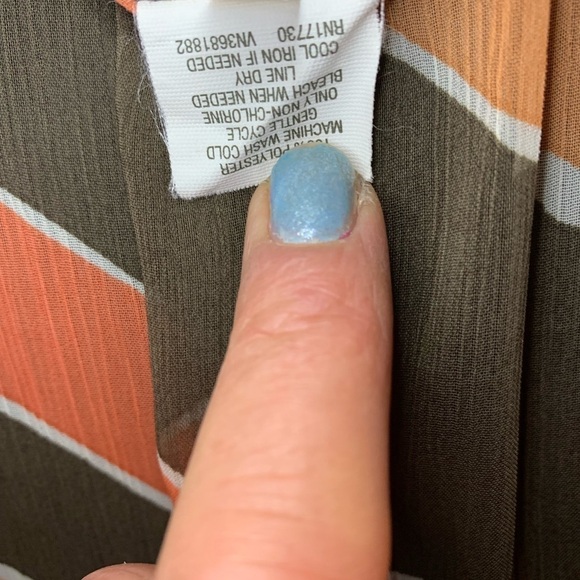 100% POLYESTER
MACHINE WASH COLD
GENTLE CYCLE
ONLY NON-CHLORINE
BLEACH WHEN NEEDED
LINE DRY
COOL IRON IF NEEDED
RN17730 VN3681882